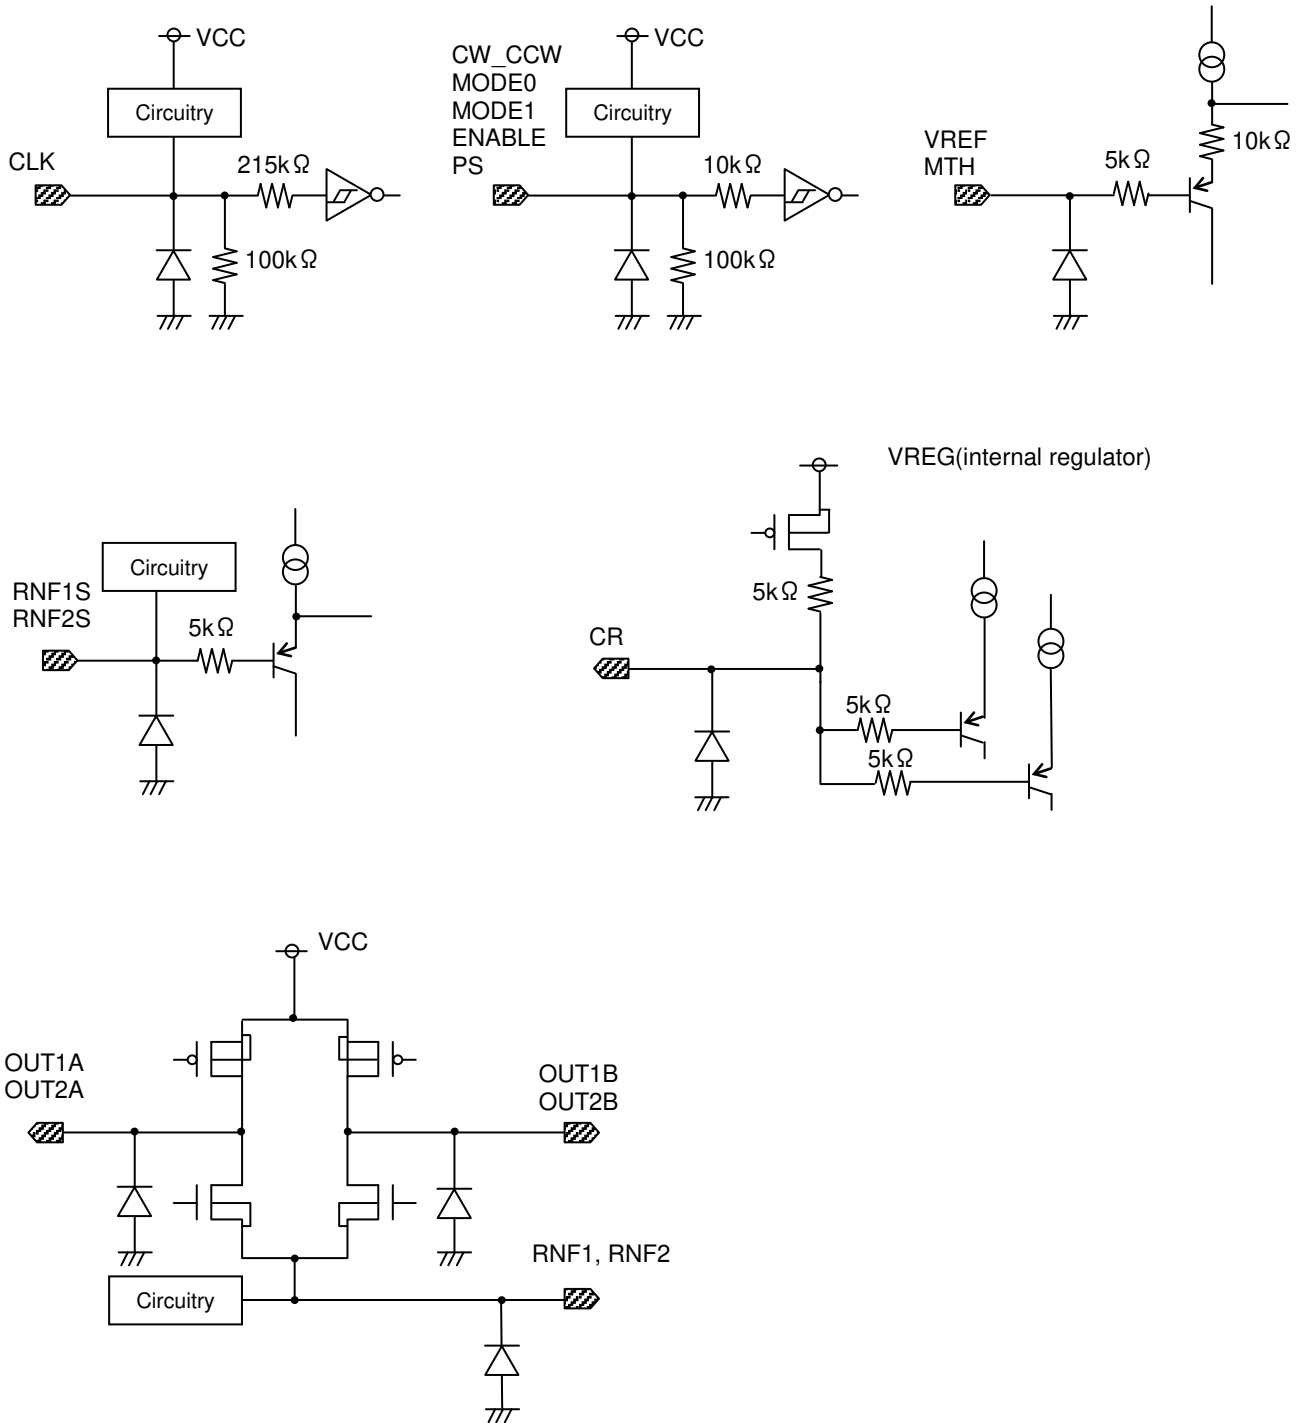 VCC
Circuitry
CLK
215kΩ
100kΩ
CW_CCW
MODE0
MODE1
ENABLE
PS
VCC
Circuitry
10kΩ
100kΩ
VREF
MTH
5kΩ
10kΩ
Circuitry
RNF1S
RNF2S
5kΩ
VREG(internal regulator)
5kΩ
CR
5kΩ
5kΩ
VCC
OUT1A
OUT2A
OUT1B
OUT2B
RNF1, RNF2
Circuitry